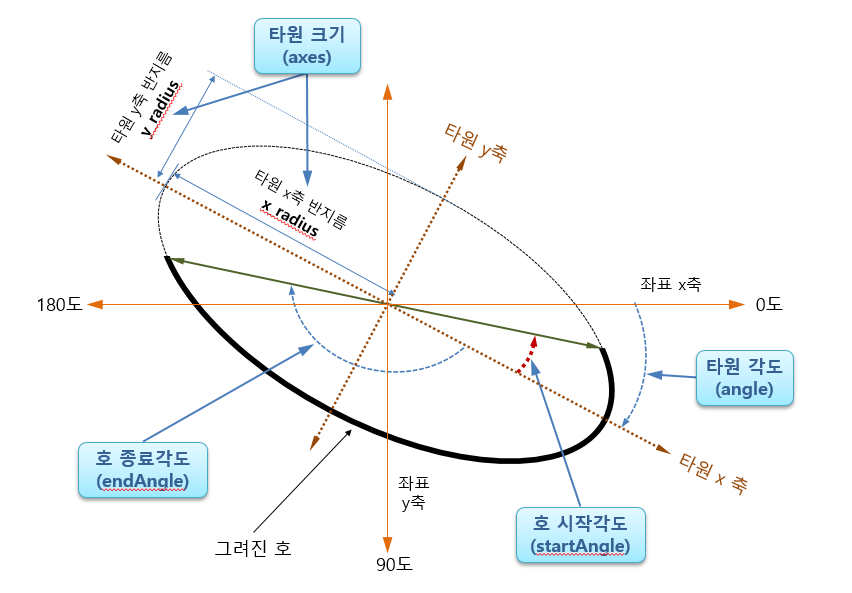 타원 크기
(axes)
타원 y축 반지름
y_radius
타원 y축
타원 x축 반지름
x_radius
좌표 x축
180도
0도
타원 각도
(angle)
호 종료각도
(endAngle)
타원 x 축
좌표
y축
호 시작각도
(startAngle)
그려진 호
90도